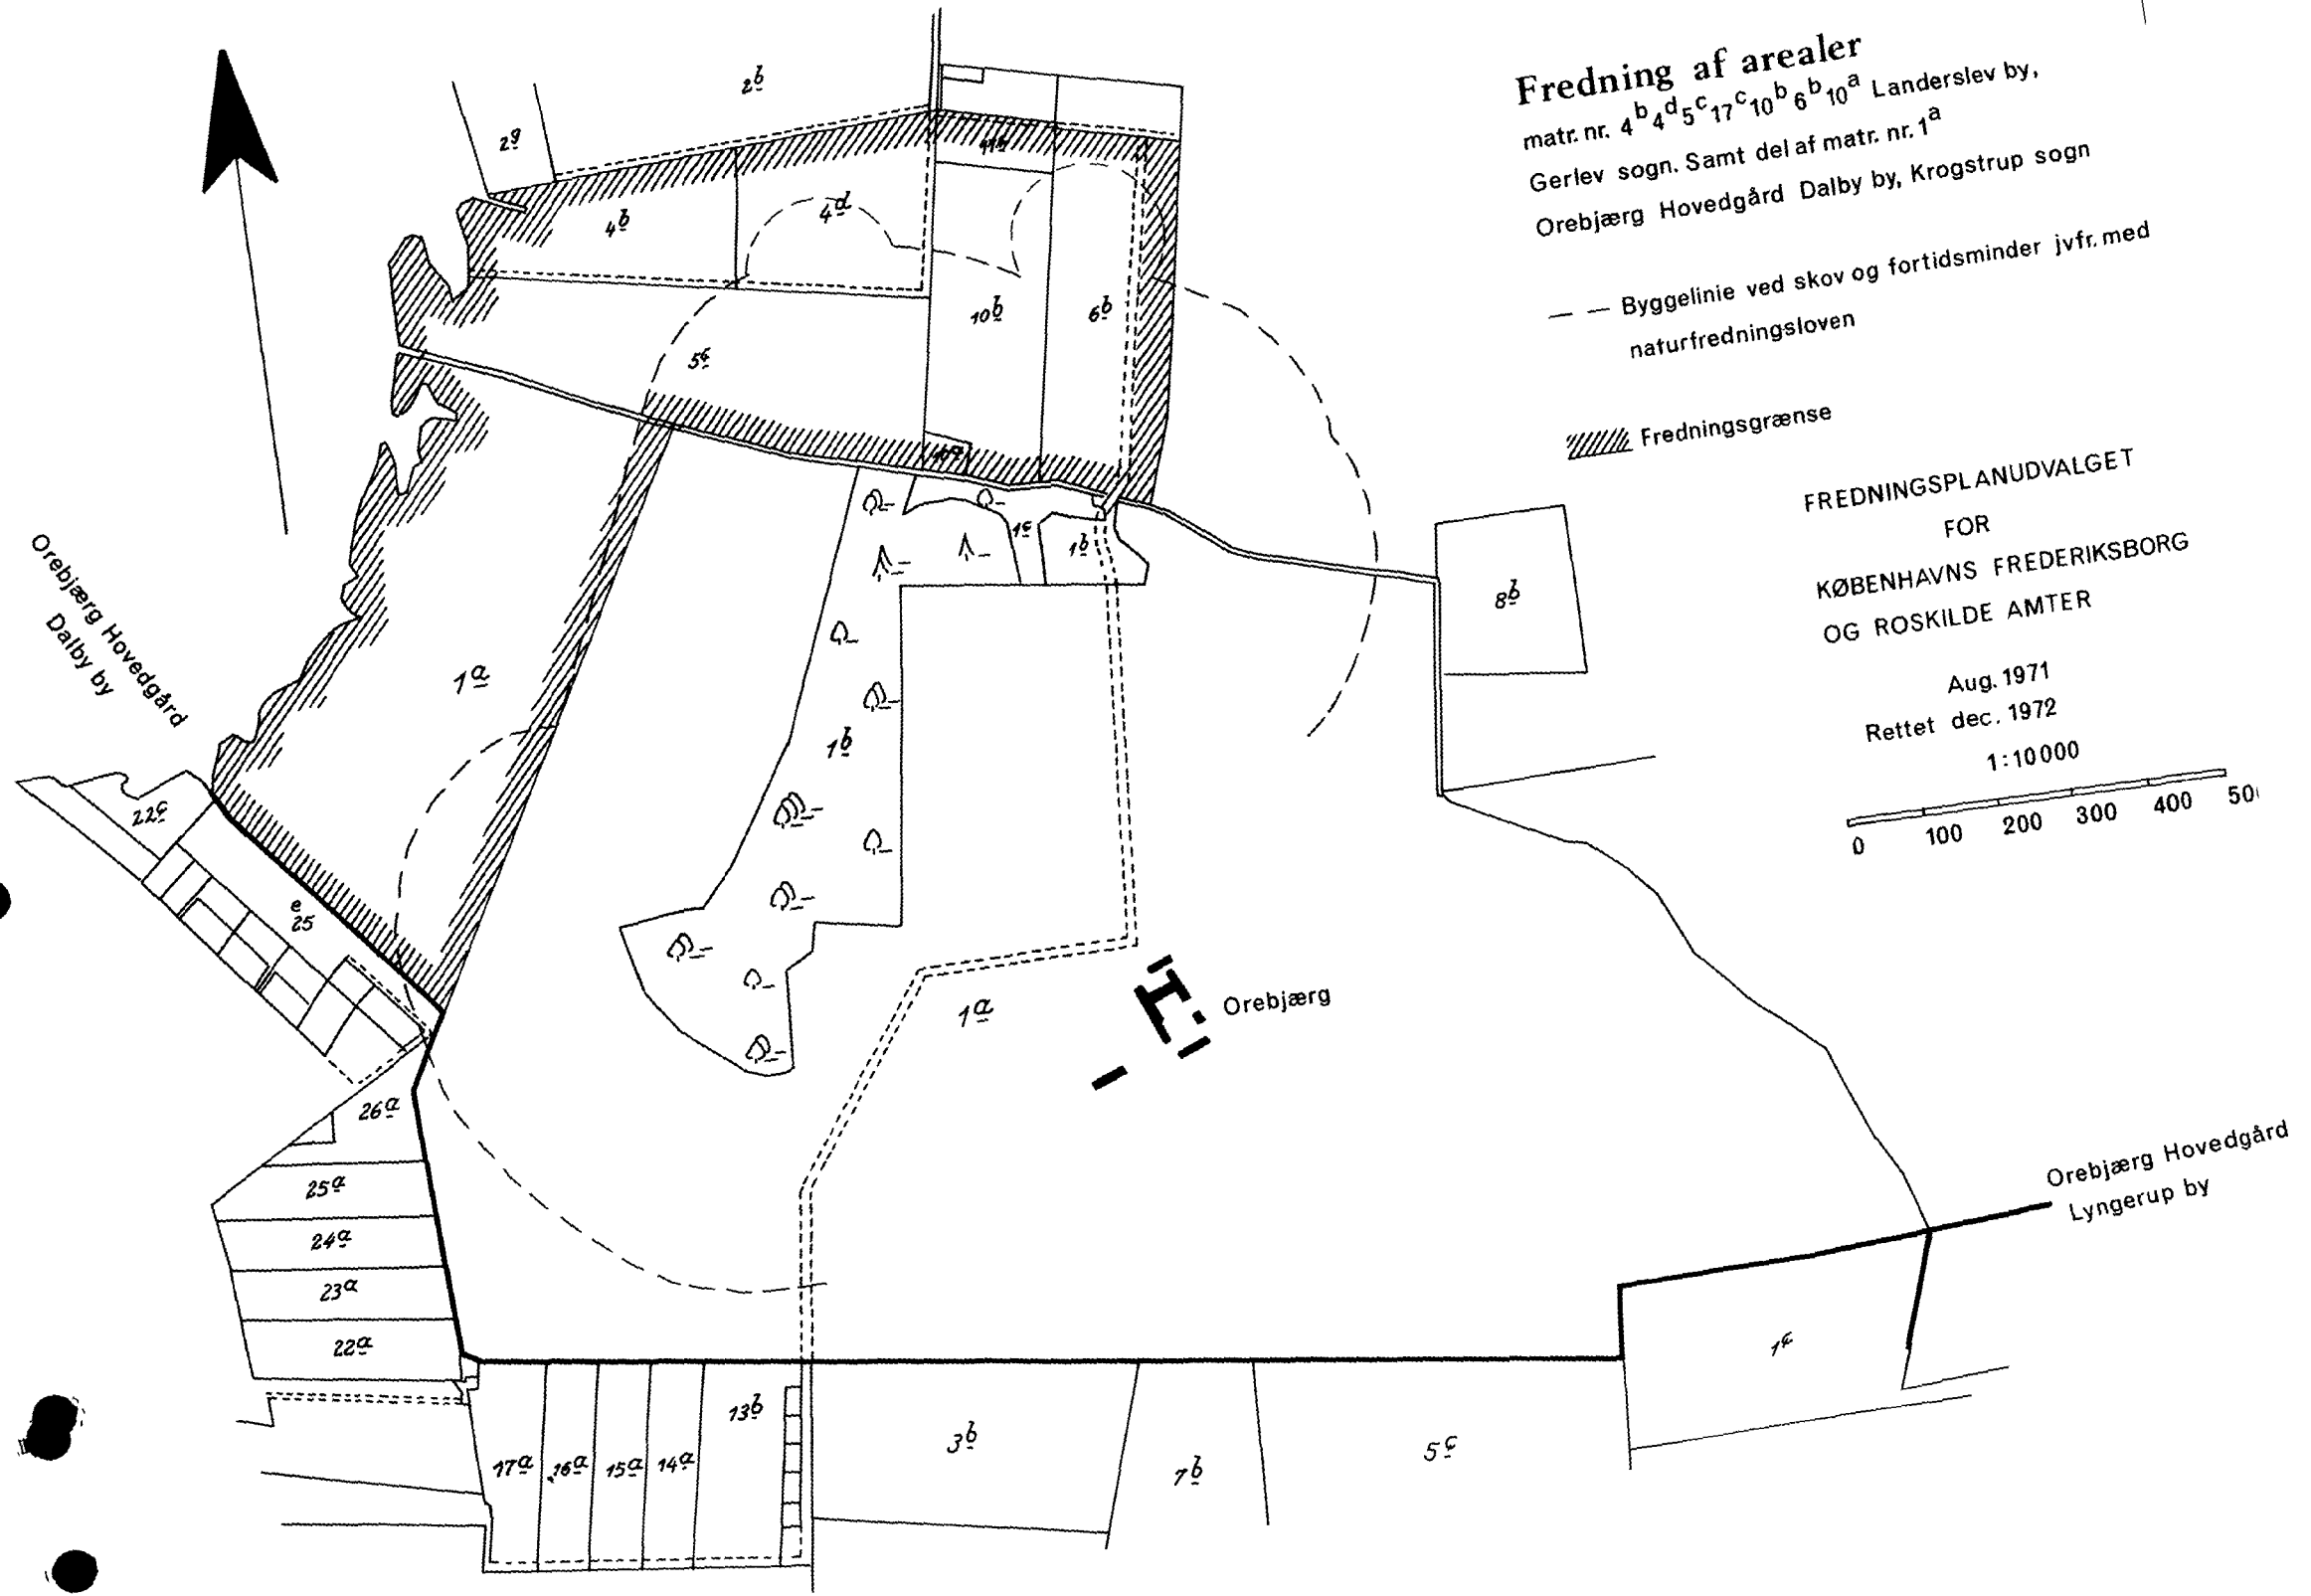 Fredning af arealer
matr. nr. 4b 4d 5c 17c 10b 6b 10a Landerslev by,
Gerlev sogn. Samt del af matr. nr. 1a
Orebjærg Hovedgård Dalby by, Krogstrup sogn
— — Byggelinie ved skov og fortidsminder jvfr. med
naturfredningsloven
Fredningsgrænse
FREDNINGSPLANUDVALGET
FOR
KØBENHAVNS FREDERIKSBORG
OG ROSKILDE AMTER
Aug. 1971
Rettet dec. 1972
1:10000
0 100 200 300 400
2b
2g
4b
4d
10b
6b
5c
1c
1b
8b
Orebjærg Hovedgård
Dalby by
1a
1b
22c
e
25
1a
Orebjærg
26a
25a
24a
23a
22a
Orebjærg Hovedgård
Lyngerup by
1c
17a
16a
15a
14a
13b
3b
7b
5c